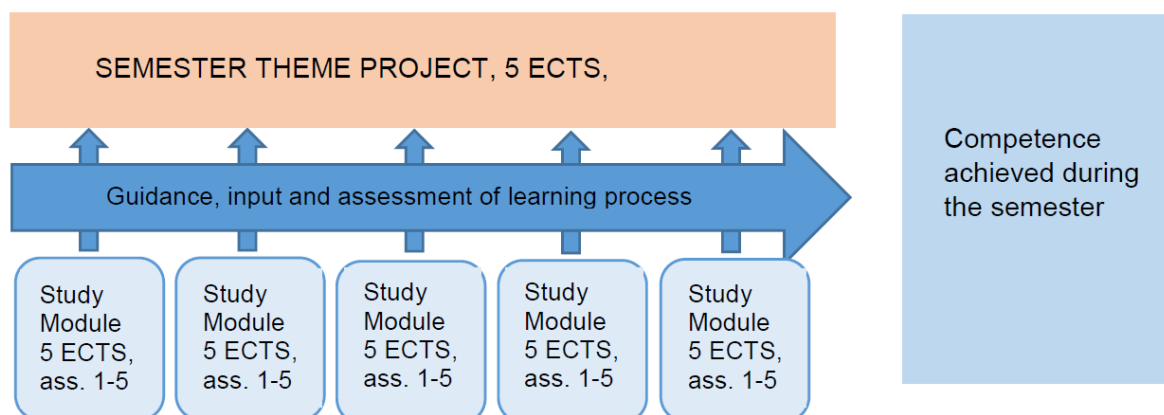 SEMESTER THEME PROJECT, 5 ECTS,
Guidance, input and assessment of learning process
Competence
achieved during
the semester
Study
Module
5 ECTS,
ass. 1-5
Study
Module
5 ECTS,
ass. 1-5
Study
Module
5 ECTS,
ass. 1-5
Study
Module
5 ECTS,
ass. 1-5
Study
Module
5 ECTS,
ass. 1-5